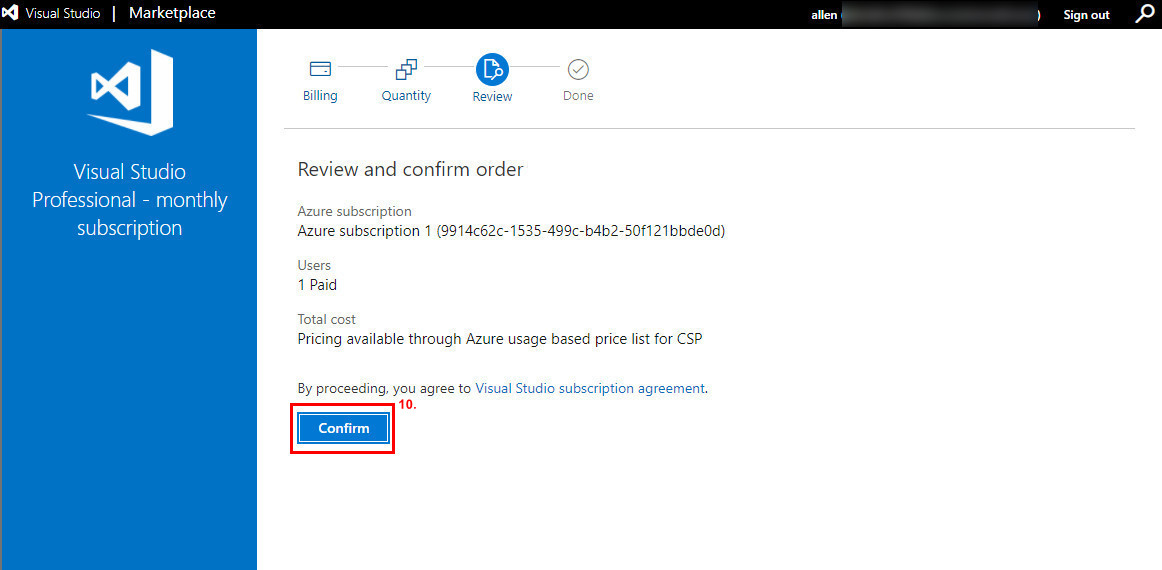 Visual Studio | Marketplace
allen ( ) Sign out
Billing
Quantity
Review
Done
Visual Studio
Professional - monthly
subscription
Review and confirm order
Azure subscription
Azure subscription 1 (9914c62c-1535-499c-b4b2-50f121bbde0d)
Users
1 Paid
Total cost
Pricing available through Azure usage based price list for CSP
By proceeding, you agree to Visual Studio subscription agreement.
10.
Confirm